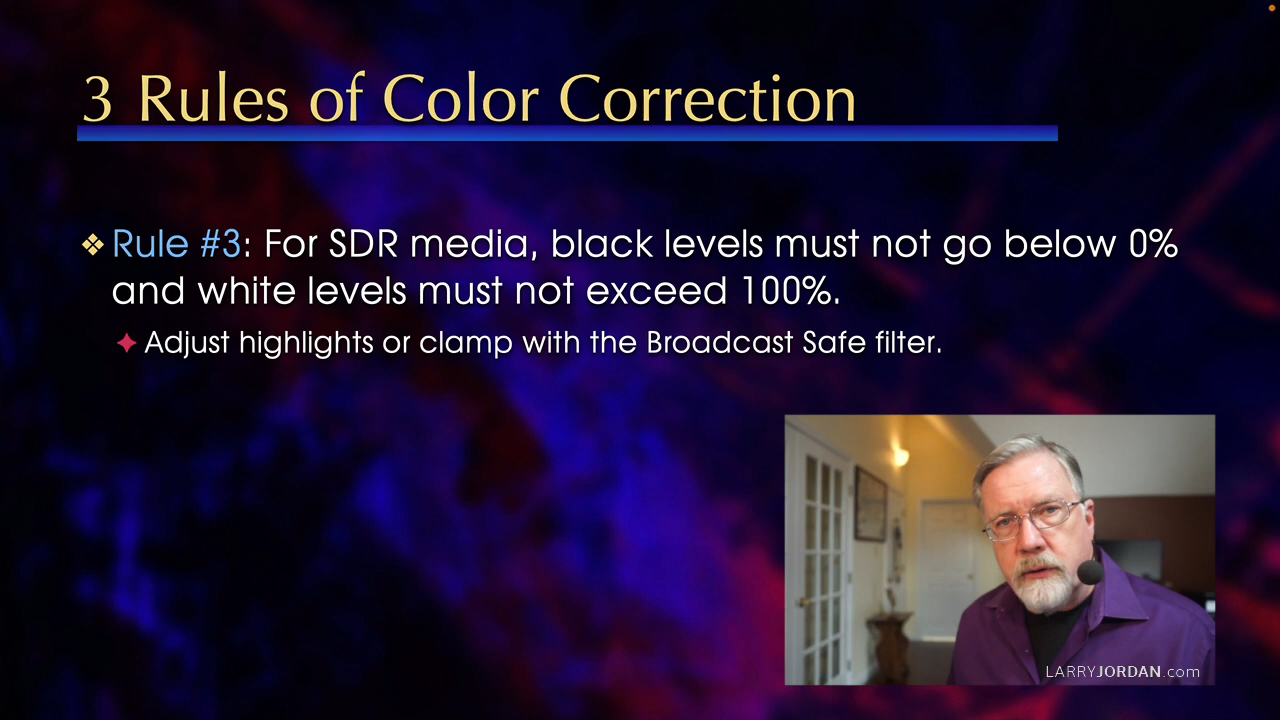 3 Rules of Color Correction
Rule #3: For SDR media, black levels must not go below 0%
and white levels must not exceed 100%.
Adjust highlights or clamp with the Broadcast Safe filter.
LARRYJORDAN.com